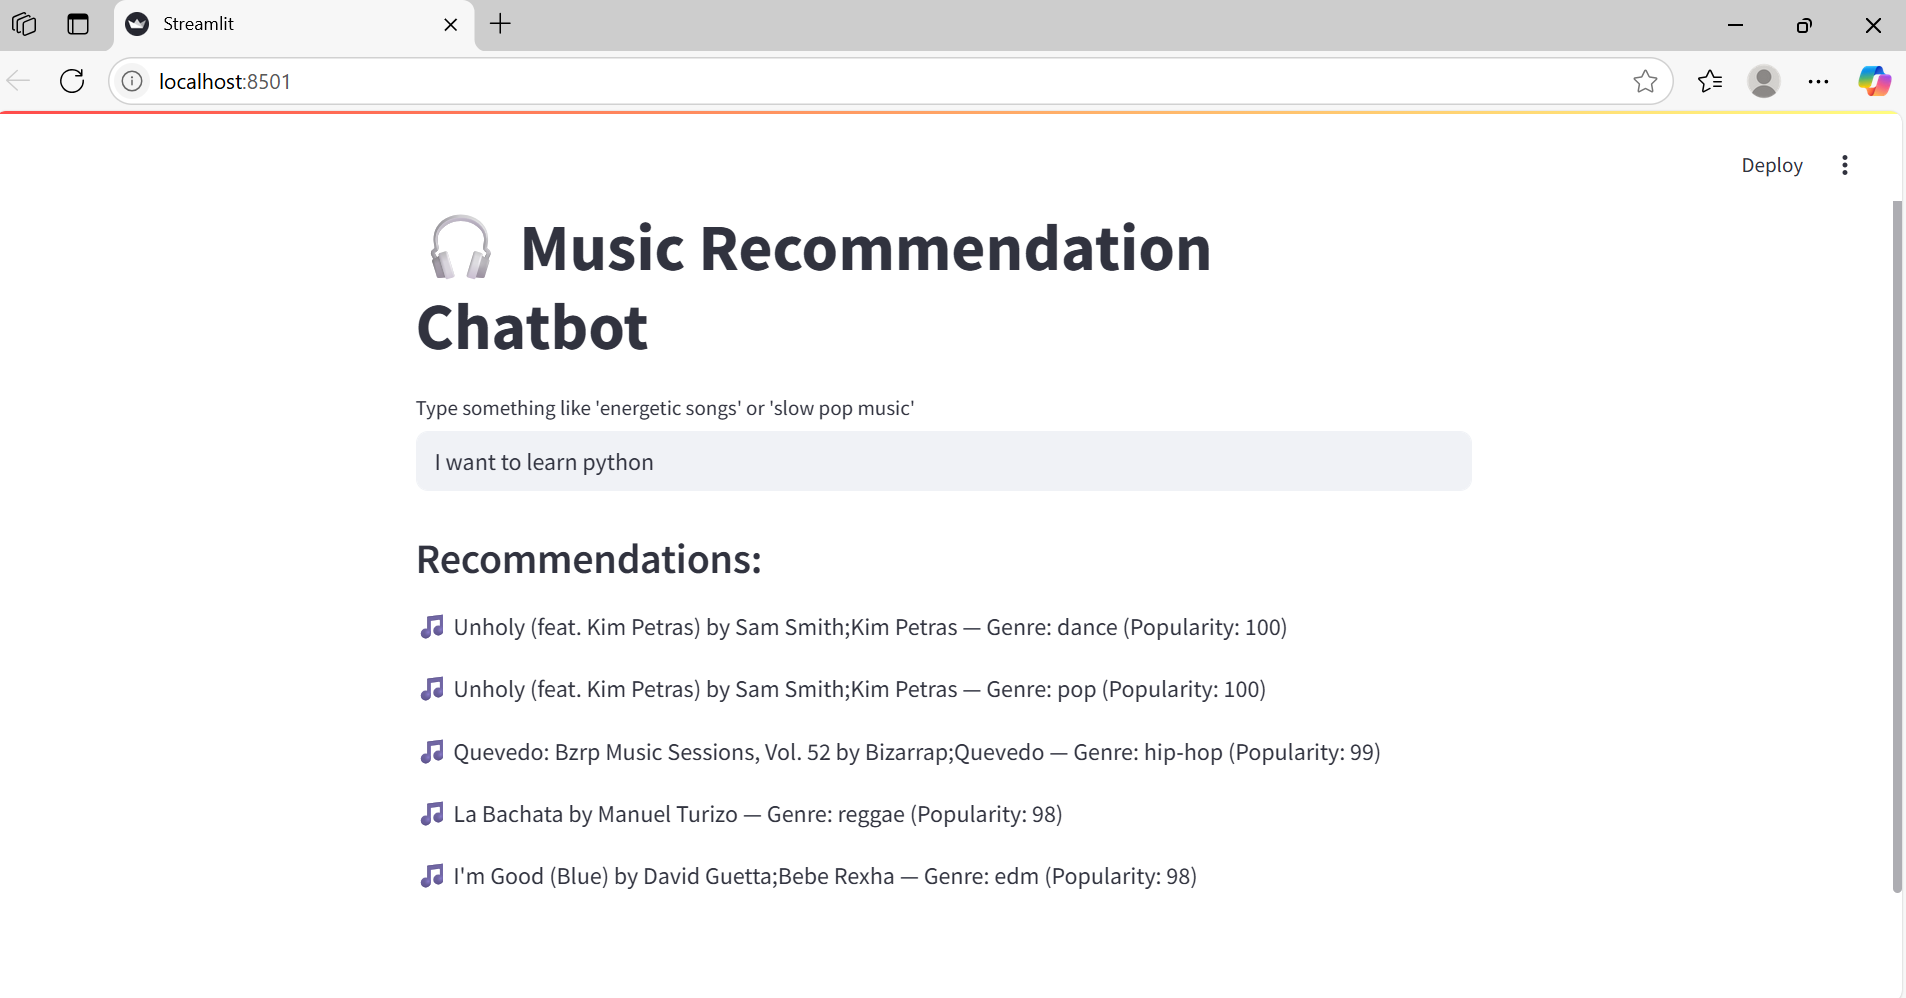 Streamlit
localhost:8501
Deploy
Music Recommendation
Chatbot
Type something like 'energetic songs' or 'slow pop music'
I want to learn python
Recommendations:
Unholy (feat. Kim Petras) by Sam Smith;Kim Petras — Genre: dance (Popularity: 100)
Unholy (feat. Kim Petras) by Sam Smith;Kim Petras — Genre: pop (Popularity: 100)
Quevedo: Bzrp Music Sessions, Vol. 52 by Bizarrap;Quevedo — Genre: hip-hop (Popularity: 99)
La Bachata by Manuel Turizo — Genre: reggae (Popularity: 98)
I'm Good (Blue) by David Guetta;Bebe Rexha — Genre: edm (Popularity: 98)